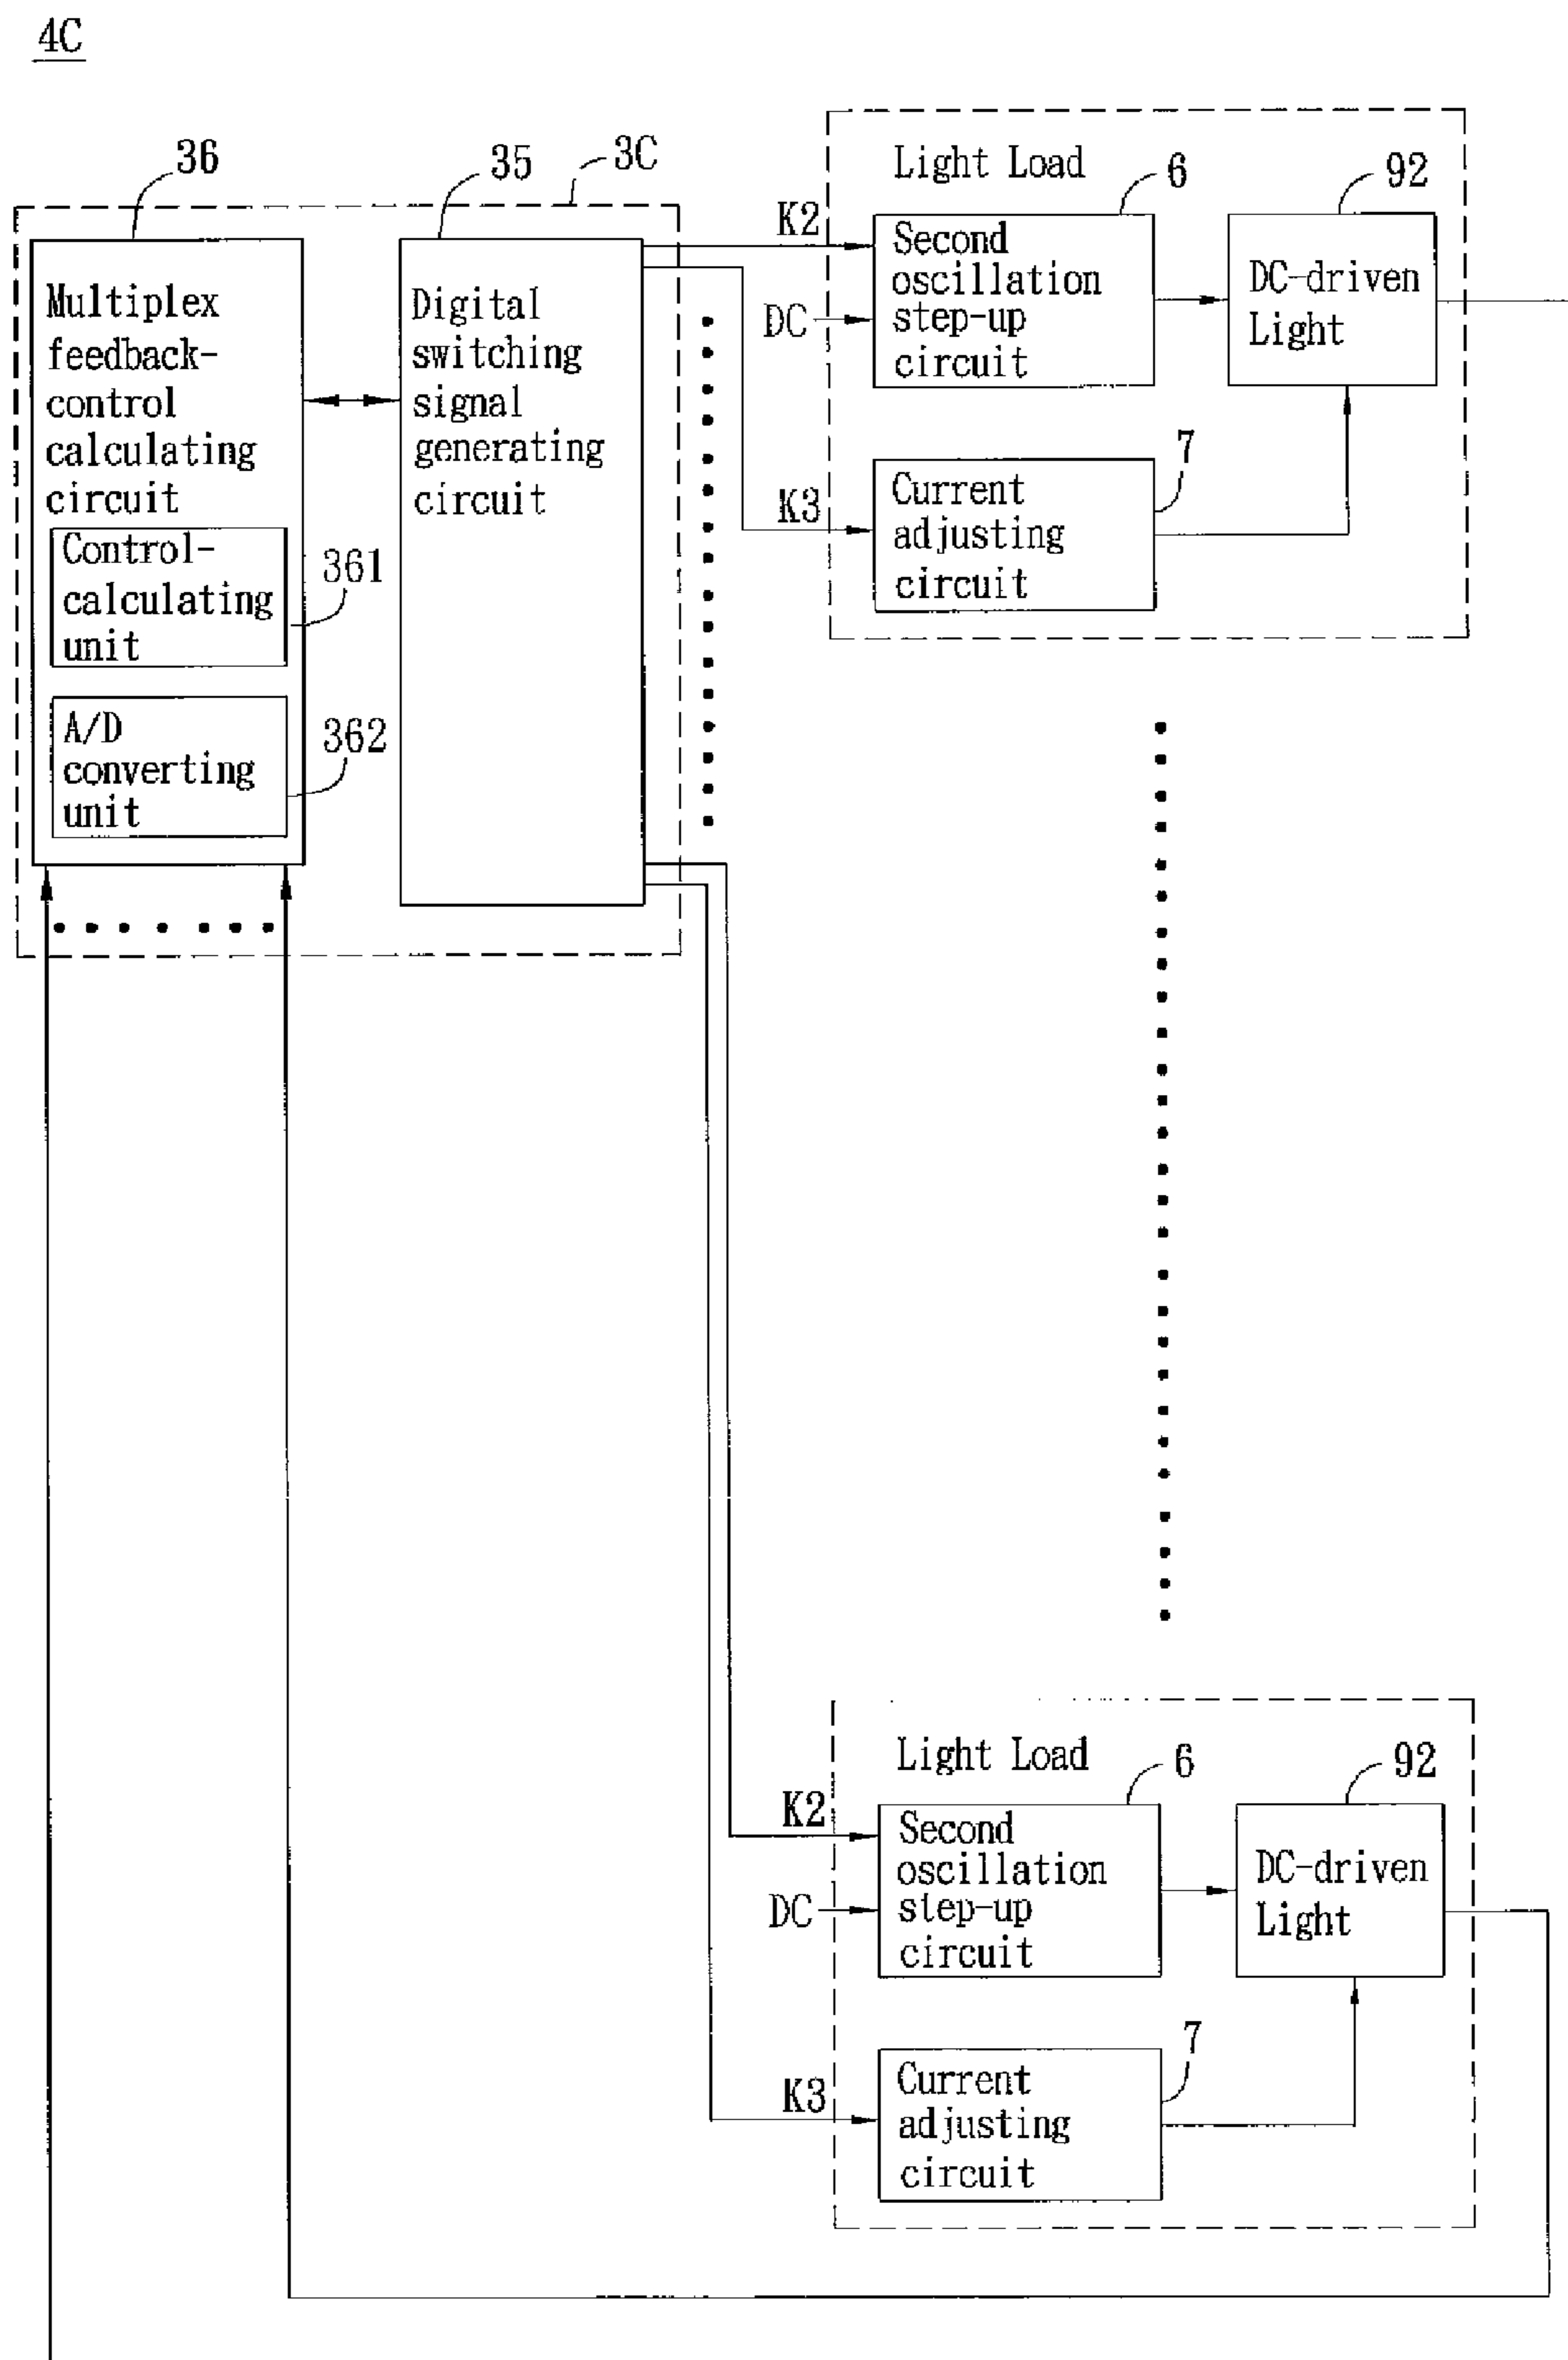 4C
36
35
3C
Multiplex
feedback-
control
calculating
circuit
Control-
calculating
unit
361
A/D
converting
unit
362
Digital
switching
signal
generating
circuit
Light Load
6
92
K2
DC
Second
oscillation
step-up
circuit
DC-driven
Light
K3
7
Current
adjusting
circuit
Light Load
6
92
K2
DC
Second
oscillation
step-up
circuit
DC-driven
Light
K3
7
Current
adjusting
circuit